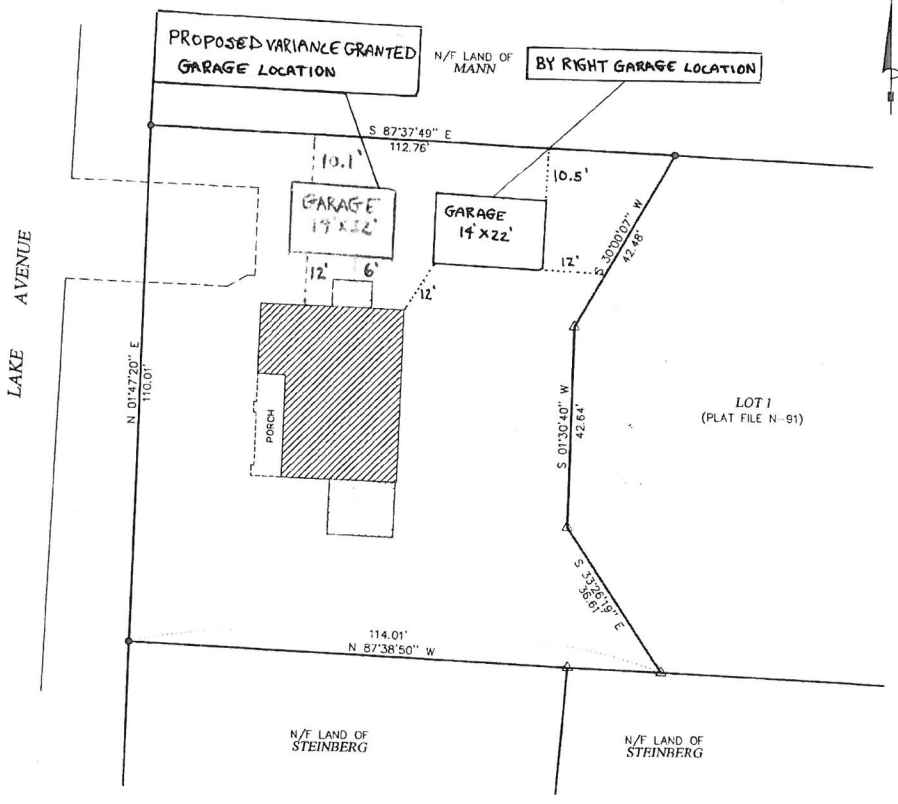 PROPOSED VARIANCE GRANTED
GARAGE LOCATION
N/F LAND OF
MANN
BY RIGHT GARAGE LOCATION
S 87°37'49" E
112.76'
10.1'
10.5'
GARAGE
14'X22'
GARAGE
14'X22'
S 30°00'07" W
42.48'
12'
6'
12'
12'
LAKE AVENUE
N 01°47'20" E
110.01'
PORCH
S 01°30'40" W
42.64'
LOT 1
(PLAT FILE N-91)
S 33°26'19" E
36.61'
114.01'
N 87°38'50" W
N/F LAND OF
STEINBERG
N/F LAND OF
STEINBERG